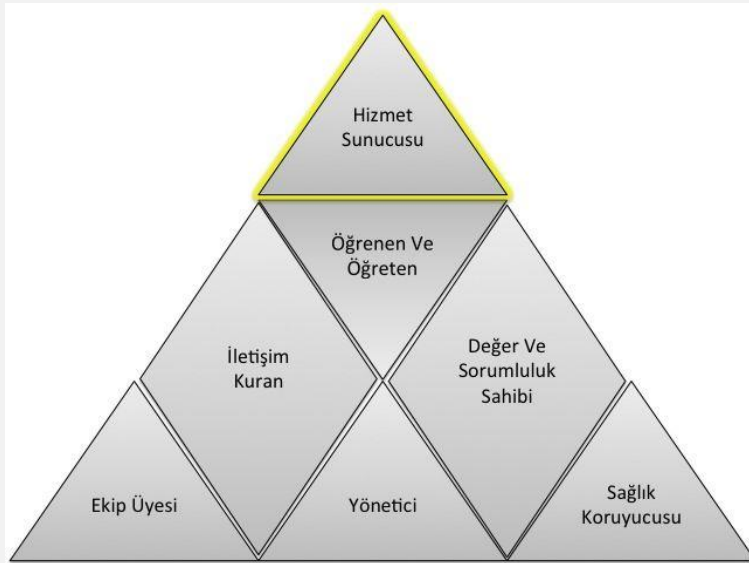 Hizmet
Sunucusu
Öğrenen Ve
Öğreten
İletişim
Kuran
Değer Ve
Sorumluluk
Sahibi
Ekip Üyesi
Yönetici
Sağlık
Koruyucusu